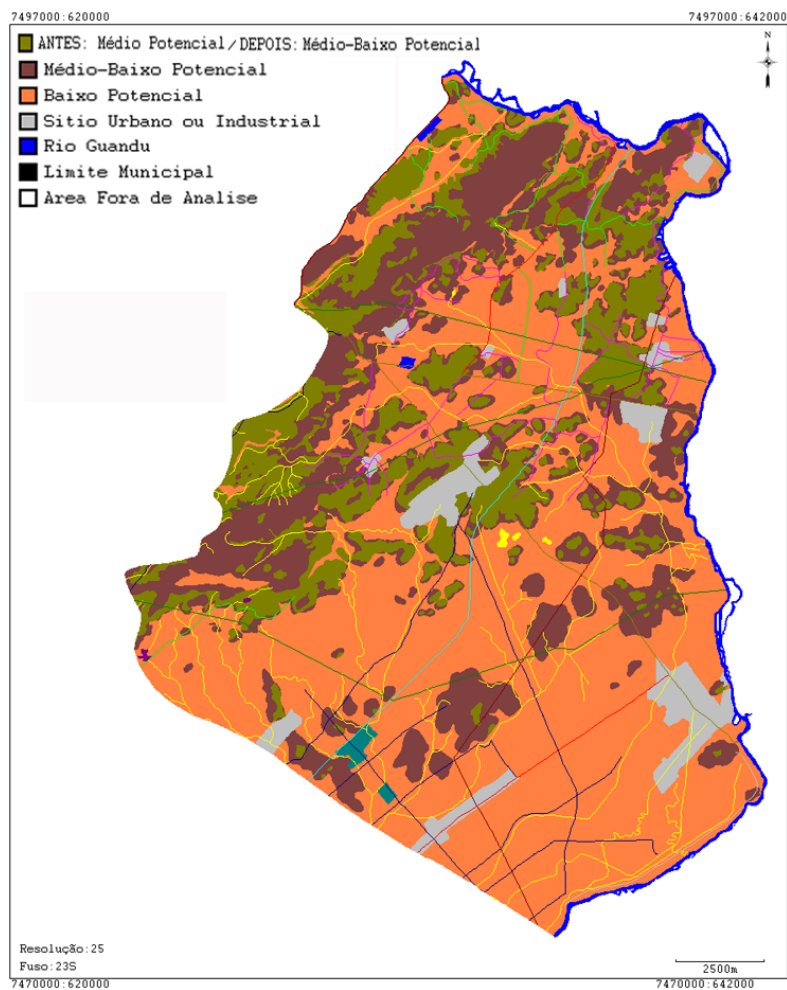 7497000:620000 7497000:642000
N
ANTES: Médio Potencial/DEPOIS: Médio-Baixo Potencial
Médio-Baixo Potencial
Baixo Potencial
Sitio Urbano ou Industrial
Rio Guandu
Limite Municipal
Area Fora de Analise
Resolução:25
Fuso:23S
2500m
7470000:620000 7470000:642000